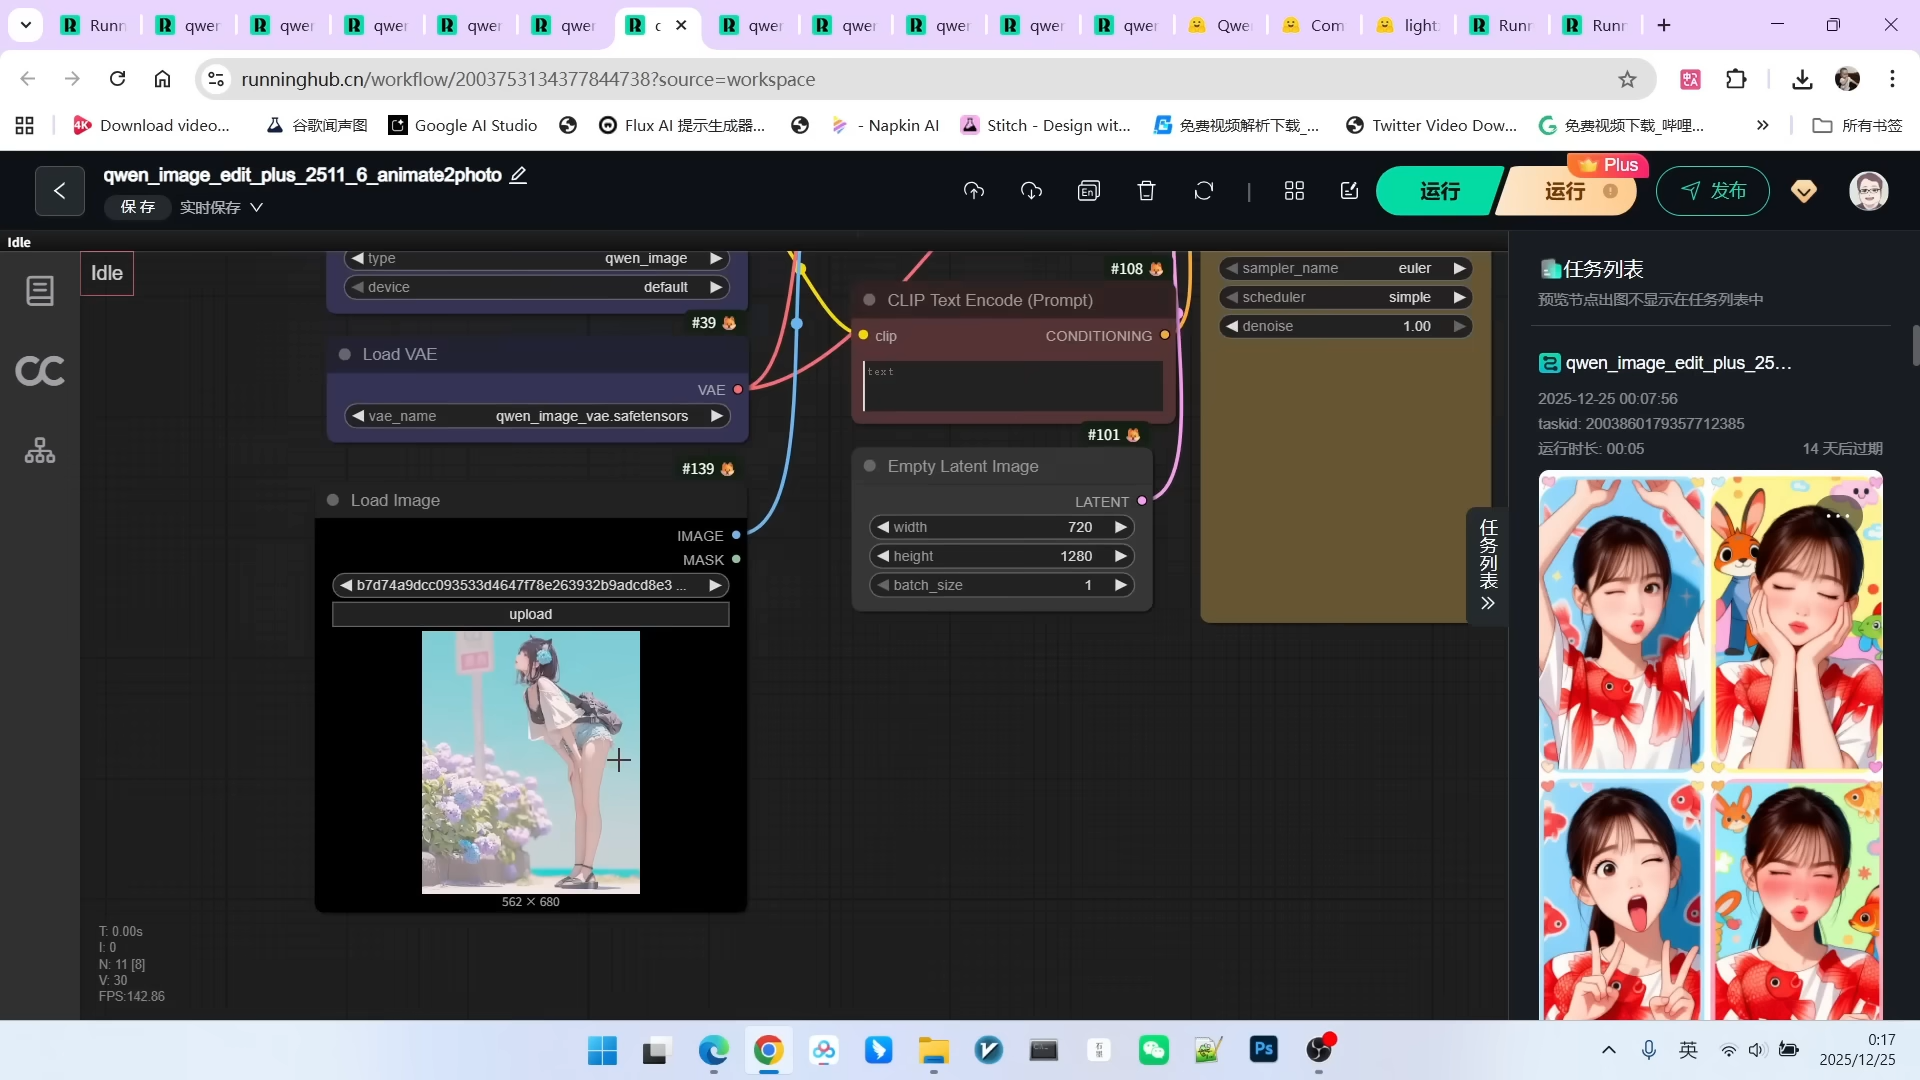 Runn
qwer
qwer
qwer
qwer
qwer
c
qwer
qwer
qwer
qwer
qwer
Qwe
Com
light
Runn
Runn
runninghub.cn/workflow/2003753134377844738?source=workspace
Download video...
谷歌闻声图
Google AI Studio
Flux AI 提示生成器...
- Napkin AI
Stitch - Design wit...
免费视频解析下载_...
Twitter Video Dow...
免费视频下载_哔哩...
所有书签
qwen_image_edit_plus_2511_6_animate2photo
保存
实时保存
En
运行
运行
Plus
发布
Idle
Idle
CC
type qwen_image
device default
#39
Load VAE
VAE
vae_name qwen_image_vae.safetensors
#139
Load Image
IMAGE
MASK
b7d74a9dcc093533d4647f78e263932b9adcd8e3 ...
upload
562 × 680
#108
CLIP Text Encode (Prompt)
clip CONDITIONING
text
#101
Empty Latent Image
LATENT
width 720
height 1280
batch_size 1
sampler_name euler
scheduler simple
denoise 1.00
任务列表
任务列表
预览节点出图不显示在任务列表中
qwen_image_edit_plus_25...
2025-12-25 00:07:56
taskid: 2003860179357712385
运行时长: 00:05 14 天后过期
T: 0.00s
I: 0
N: 11 [8]
V: 30
FPS:142.86
Ps
英
0:17
2025/12/25